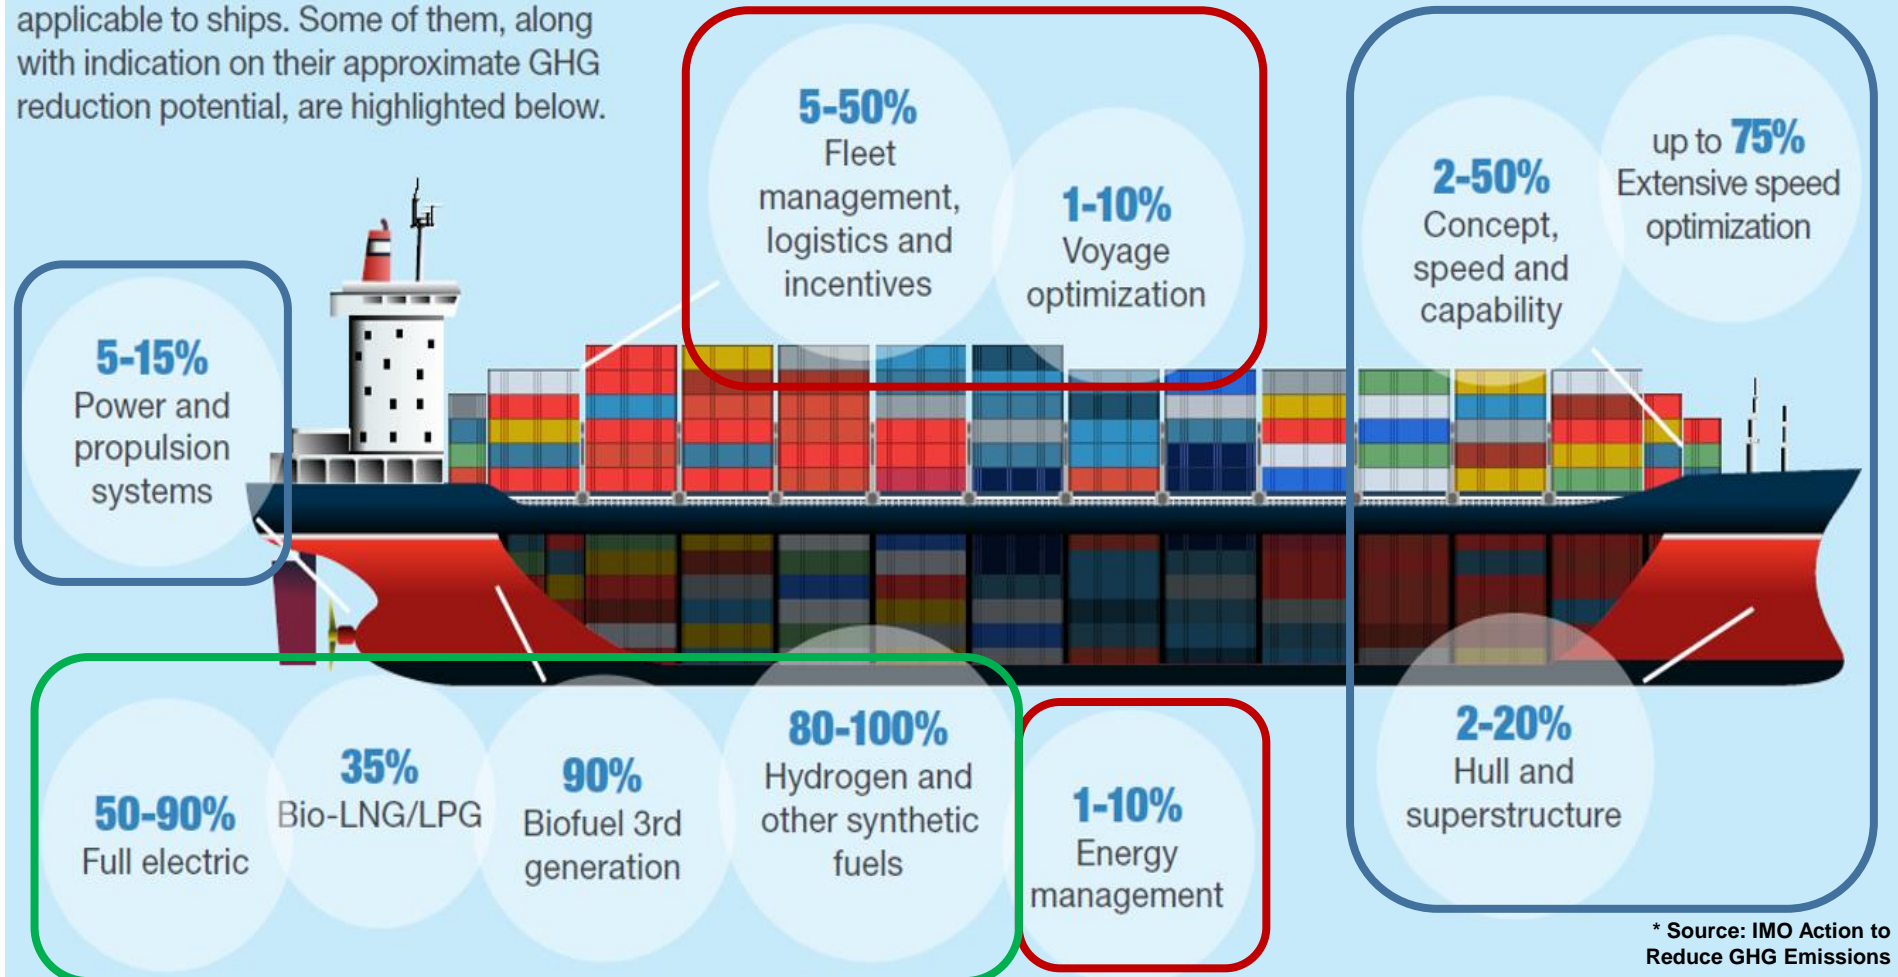 applicable to ships. Some of them, along
with indication on their approximate GHG
reduction potential, are highlighted below.
5-50%
Fleet
management,
logistics and
incentives
1-10%
Voyage
optimization
2-50%
Concept,
speed and
capability
up to 75%
Extensive speed
optimization
5-15%
Power and
propulsion
systems
50-90%
Full electric
35%
Bio-LNG/LPG
90%
Biofuel 3rd
generation
80-100%
Hydrogen and
other synthetic
fuels
1-10%
Energy
management
2-20%
Hull and
superstructure
* Source: IMO Action to
Reduce GHG Emissions